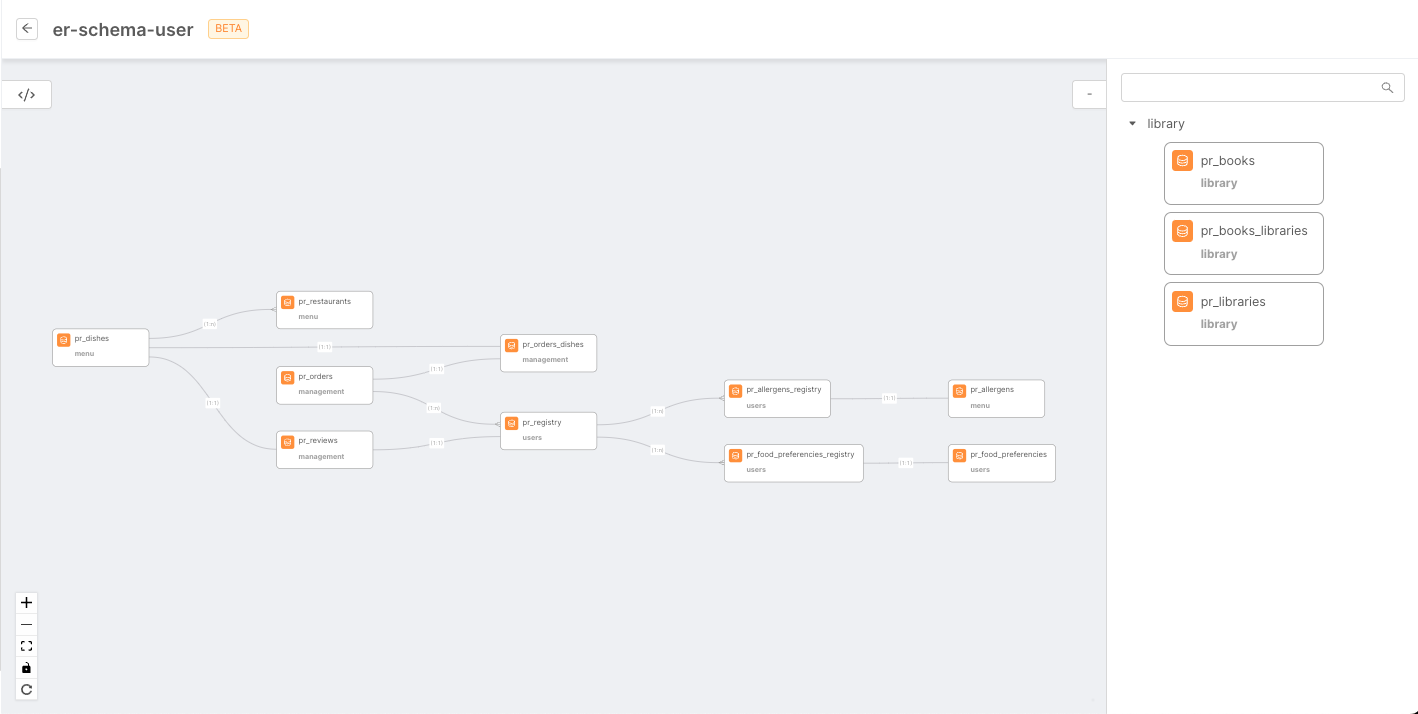 er-schema-user
BETA
</>
-
library
pr_books
library
pr_books_libraries
library
pr_libraries
library
pr_restaurants
menu
(1:n)
pr_dishes
menu
(1:1)
pr_orders_dishes
management
pr_orders
management
(1:1)
(1:n)
(1:1)
pr_reviews
management
(1:1)
pr_registry
users
(1:n)
(1:n)
pr_allergens_registry
users
(1:1)
pr_allergens
menu
pr_food_preferencies_registry
users
(1:1)
pr_food_preferencies
users